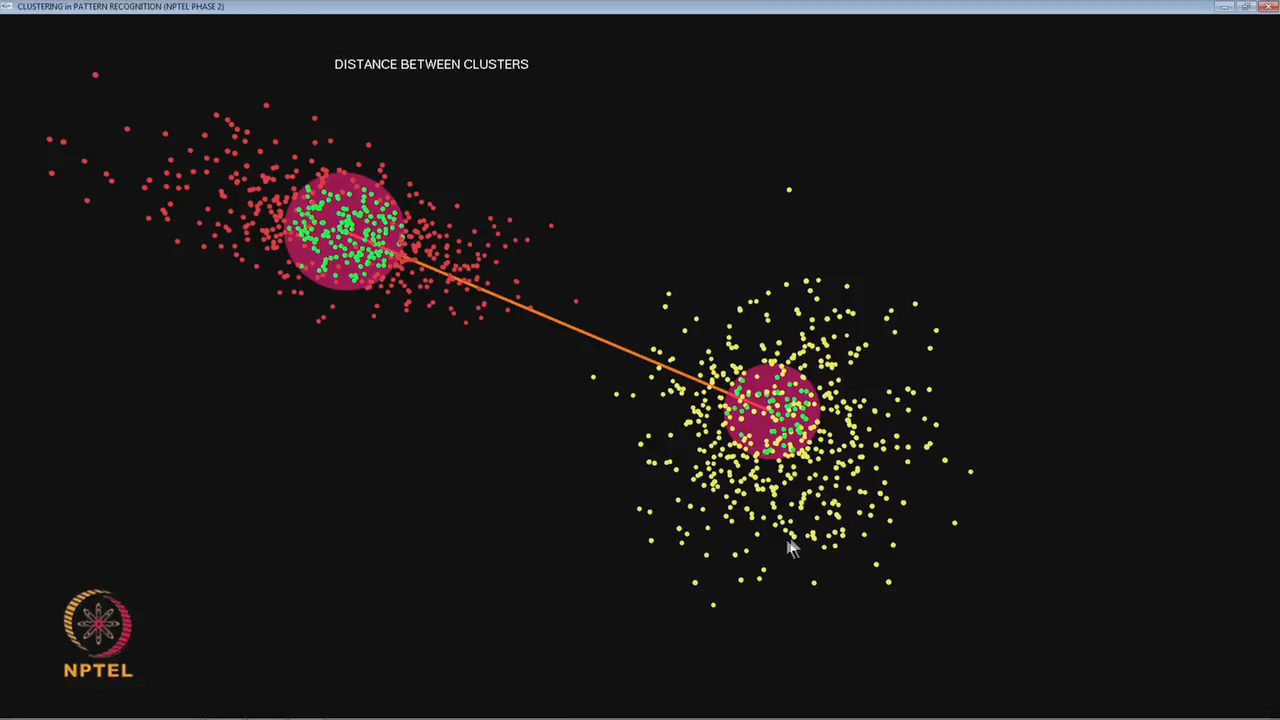 CLUSTERING in PATTERN RECOGNITION (NPTEL PHASE 2)
DISTANCE BETWEEN CLUSTERS
NPTEL